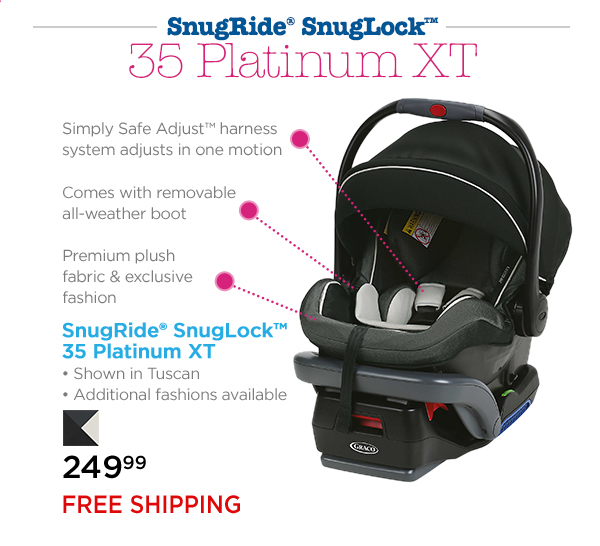 SnugRide® SnugLock™
35 Platinum XT
Simply Safe Adjust™ harness
system adjusts in one motion
Comes with removable
all-weather boot
Premium plush
fabric & exclusive
fashion
SnugRide® SnugLock™
35 Platinum XT
• Shown in Tuscan
• Additional fashions available
249⁹⁹
FREE SHIPPING
GRACO